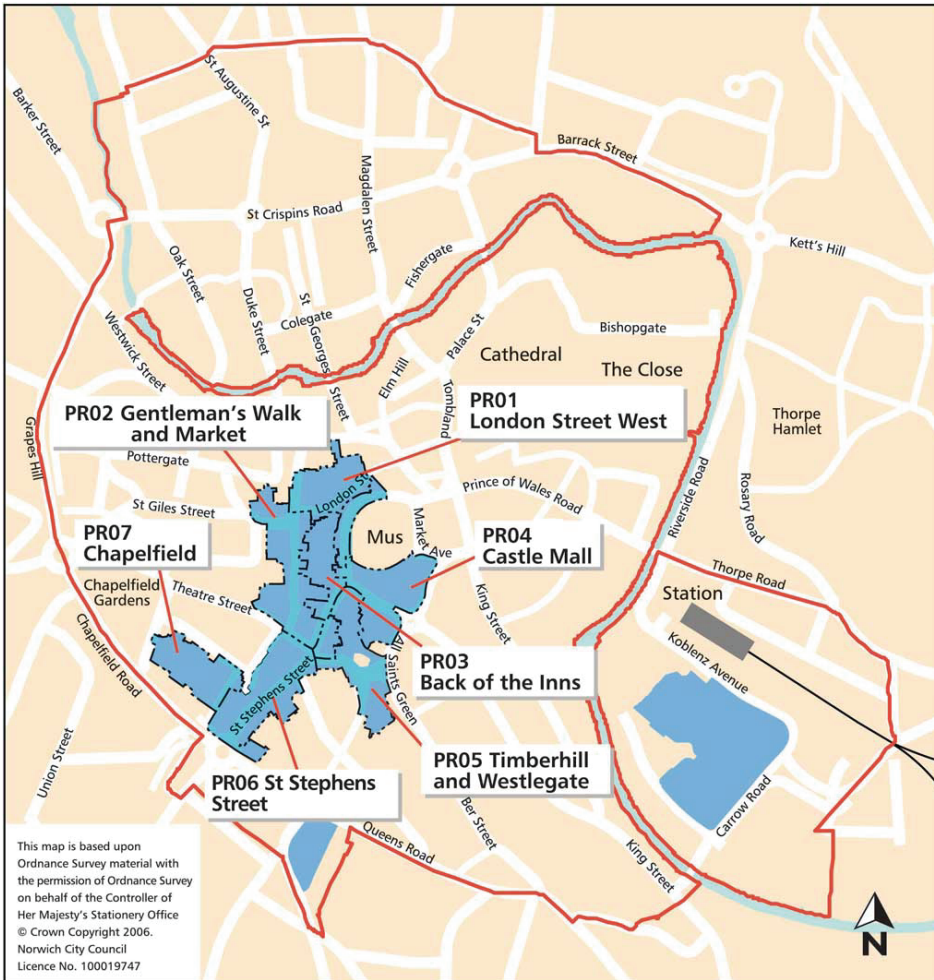 St Augustine St
Barker Street
Magdalen Street
Barrack Street
St Crispins Road
Kett's Hill
Oak Street
Fishergate
Duke Street
St Georges
Street
Colegate
Palace St
Bishopgate
Westwick Street
Elm Hill
Cathedral
The Close
Tombland
PR02 Gentleman's Walk
and Market
PR01
London Street West
Thorpe
Hamlet
Grapes Hill
Pottergate
London St
Prince of Wales Road
Riverside Road
Rosary Road
St Giles Street
Mus
Market Ave
PR04
Castle Mall
PR07
Chapelfield
Chapelfield
Gardens
Theatre Street
King Street
Thorpe Road
Station
Koblenz Avenue
Chapelfield Road
All
Saints Green
PR03
Back of the Inns
St Stephens Street
Union Street
PR05 Timberhill
and Westlegate
PR06 St Stephens
Street
Ber Street
Carrow Road
Queens Road
King Street
This map is based upon
Ordnance Survey material with
the permission of Ordnance Survey
on behalf of the Controller of
Her Majesty's Stationery Office
© Crown Copyright 2006.
Norwich City Council
Licence No. 100019747
N